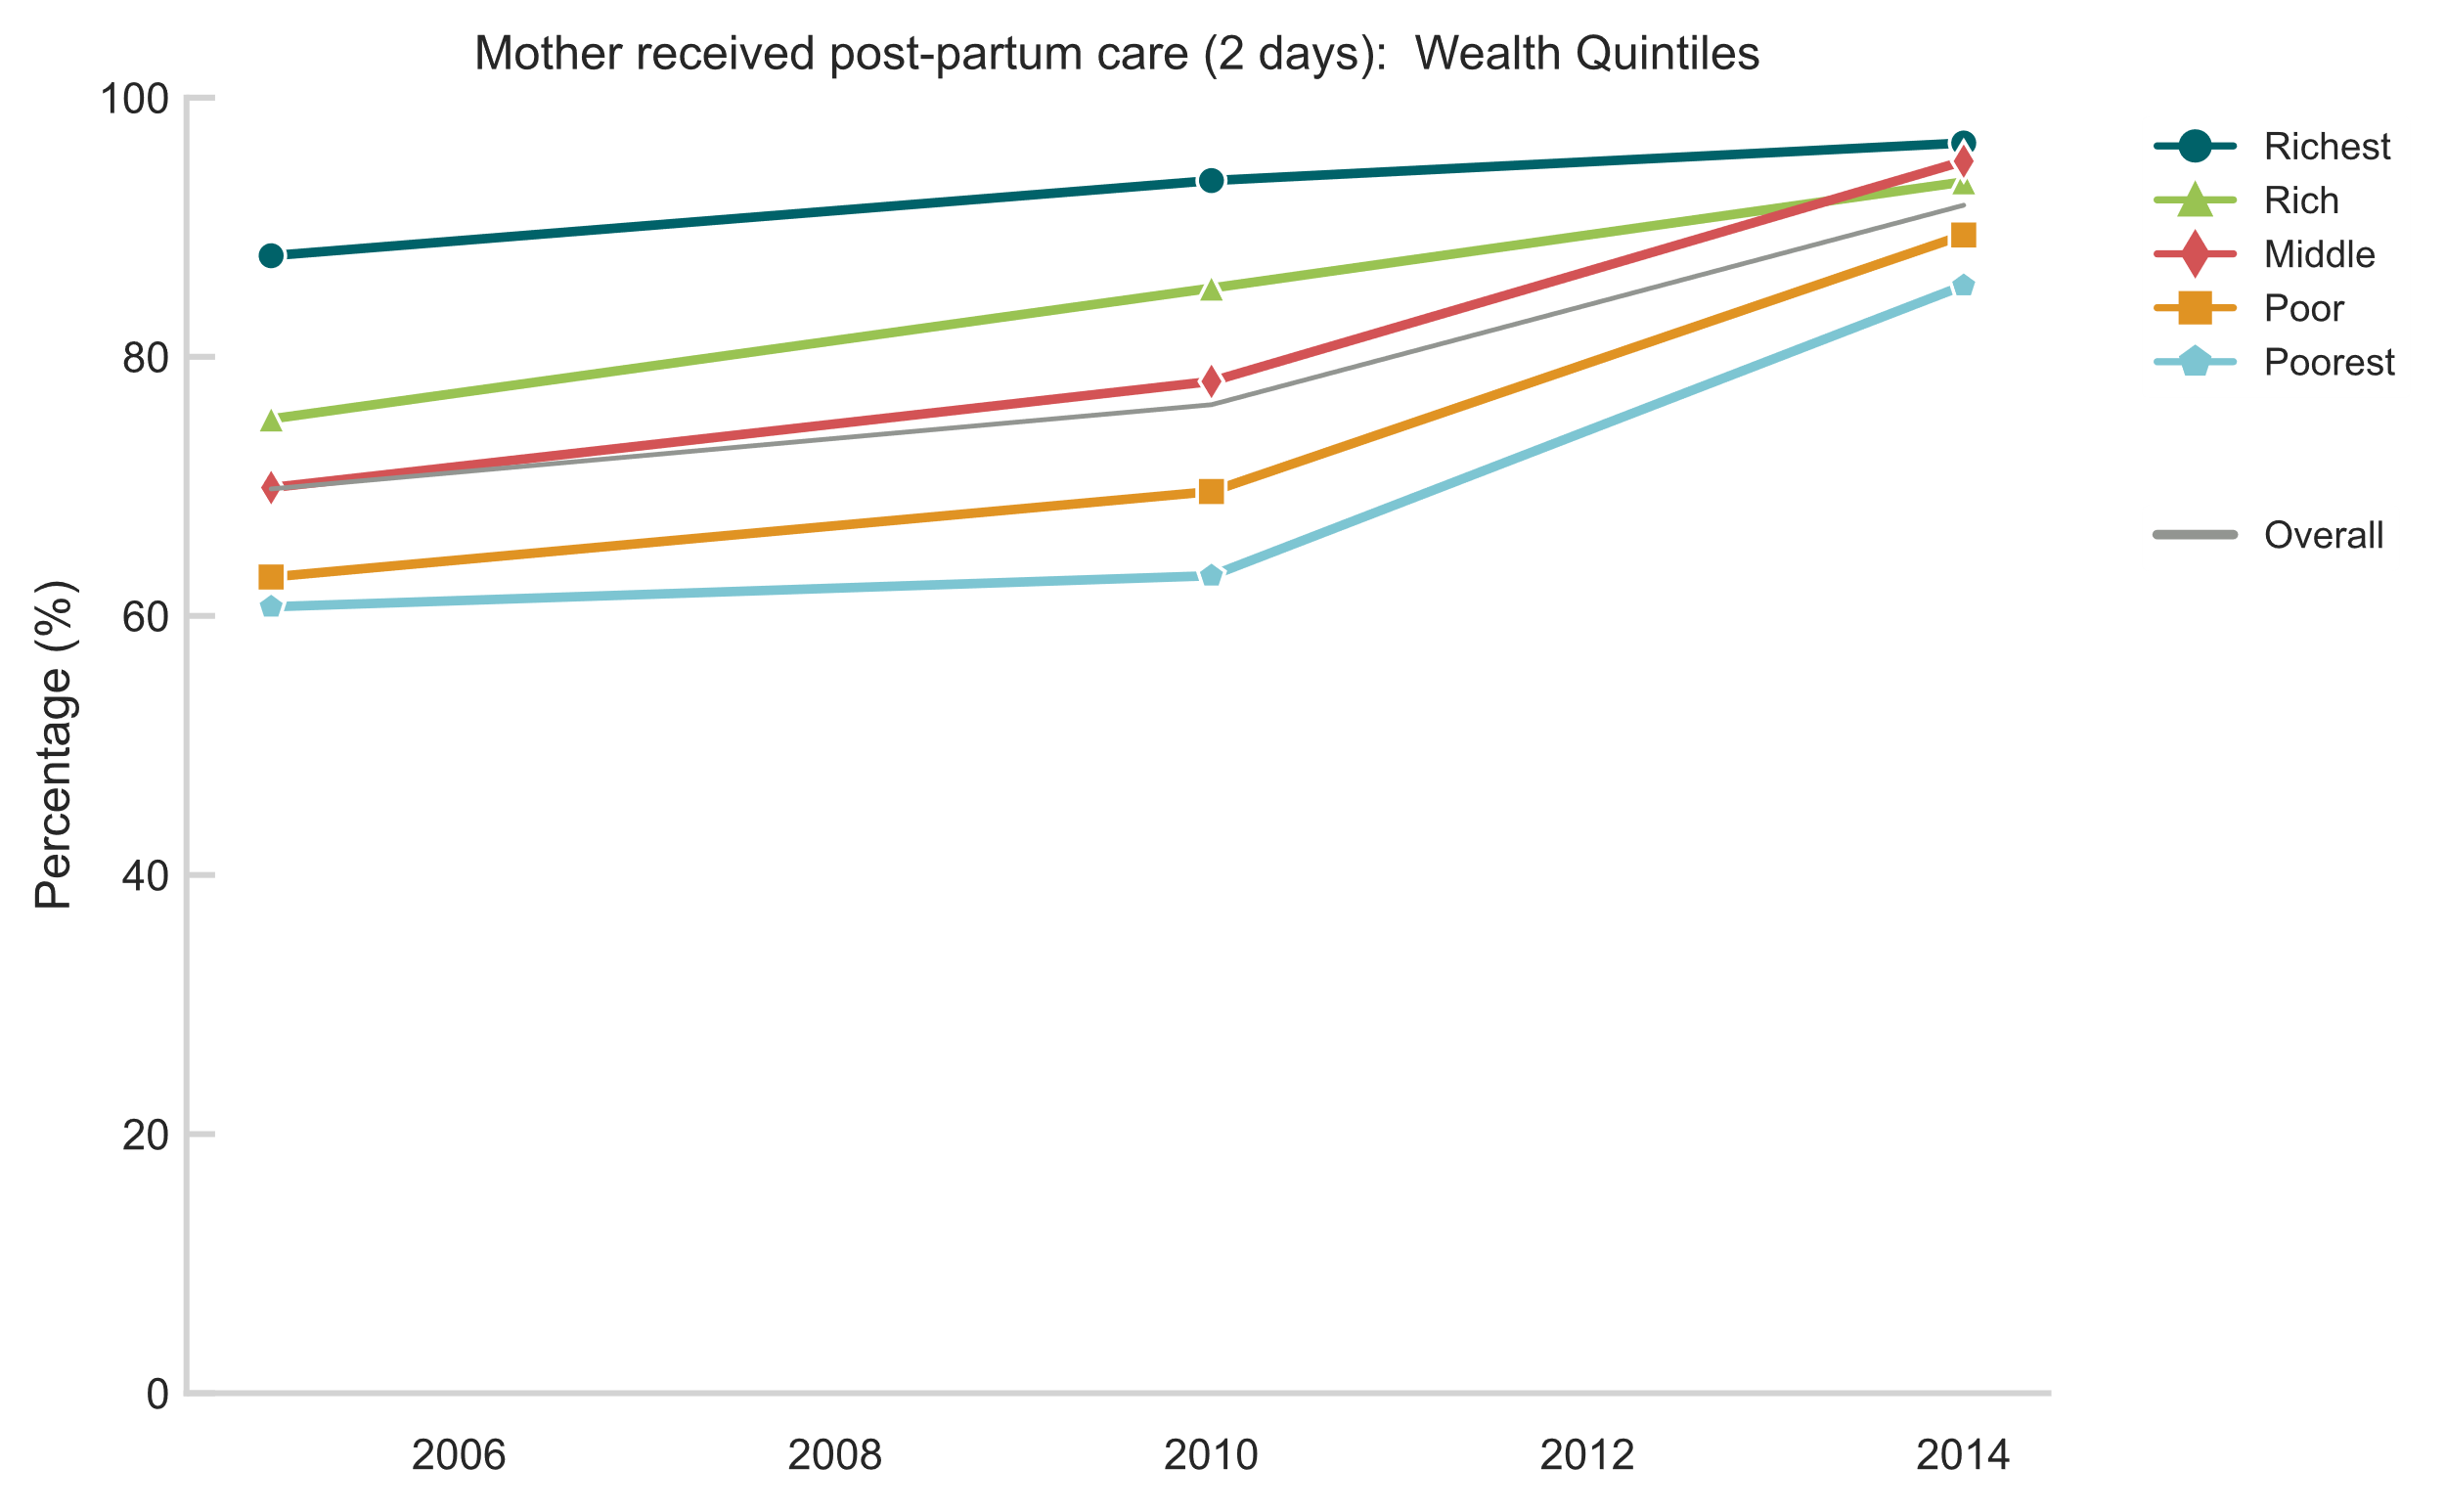 Mother received post-partum care (2 days):  Wealth Quintiles
Percentage (%)
100
80
60
40
20
0
2006
2008
2010
2012
2014
Richest
Rich
Middle
Poor
Poorest
Overall